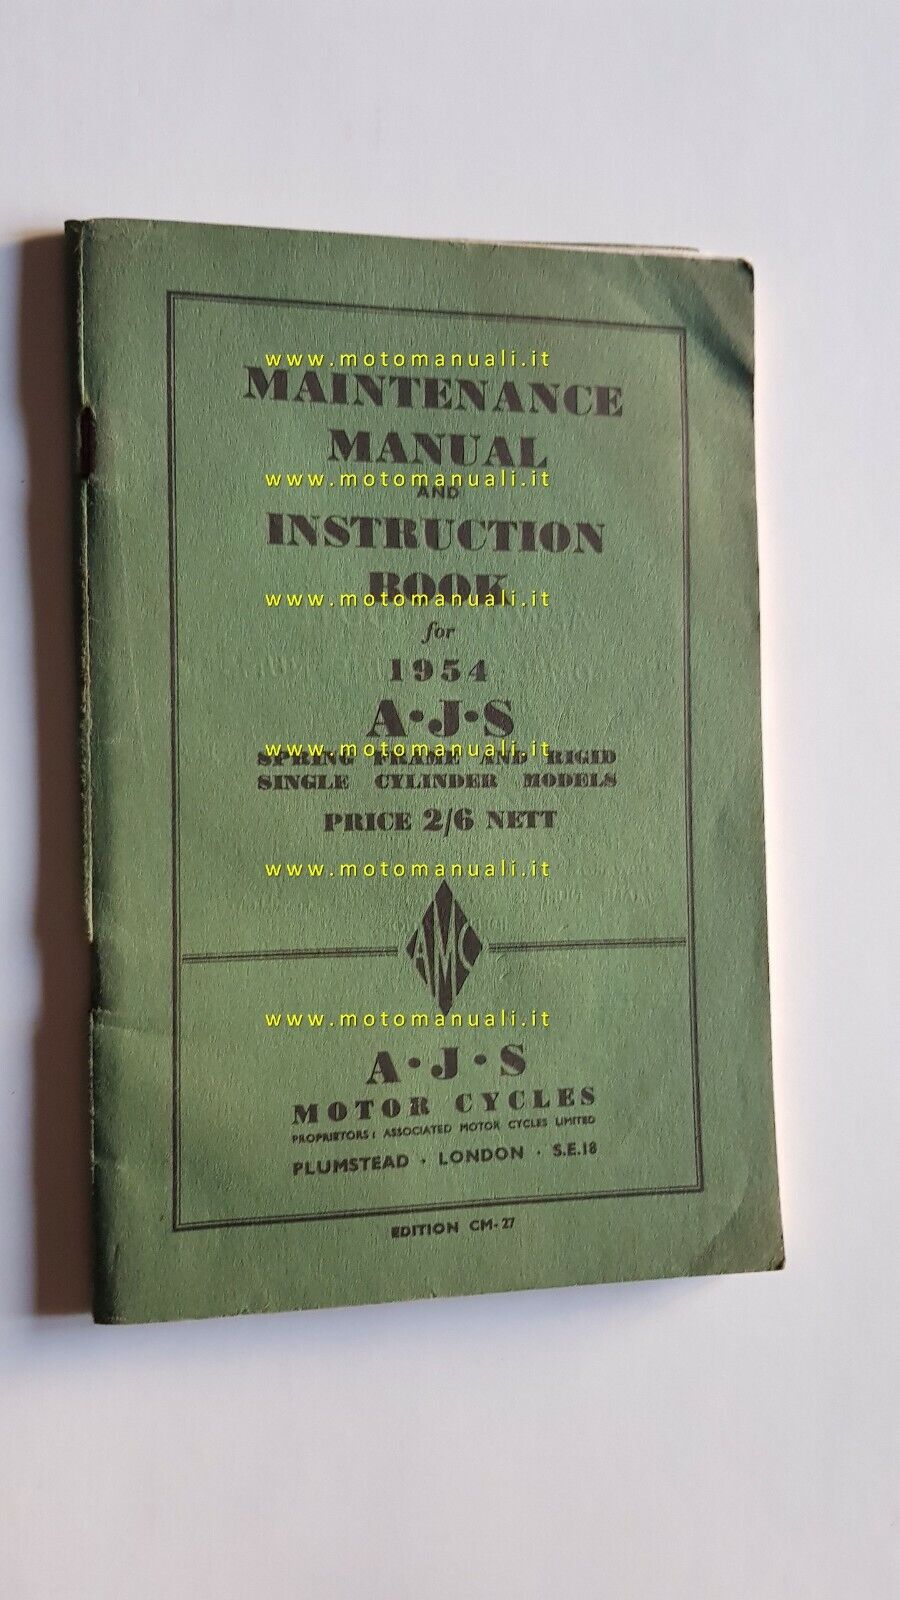 www.motomanuali.it
MAINTENANCE
MANUAL
www.motomanuali.it
AND
INSTRUCTION
BOOK
www.motomanuali.it
for
1954
A·J·S
www.motomanuali.it
SPRING FRAME AND RIGID
SINGLE CYLINDER MODELS
PRICE 2/6 NETT
www.motomanuali.it
AMC
www.motomanuali.it
A·J·S
MOTOR CYCLES
PROPRIETORS: ASSOCIATED MOTOR CYCLES LIMITED
PLUMSTEAD · LONDON · S.E.18
EDITION CM-27